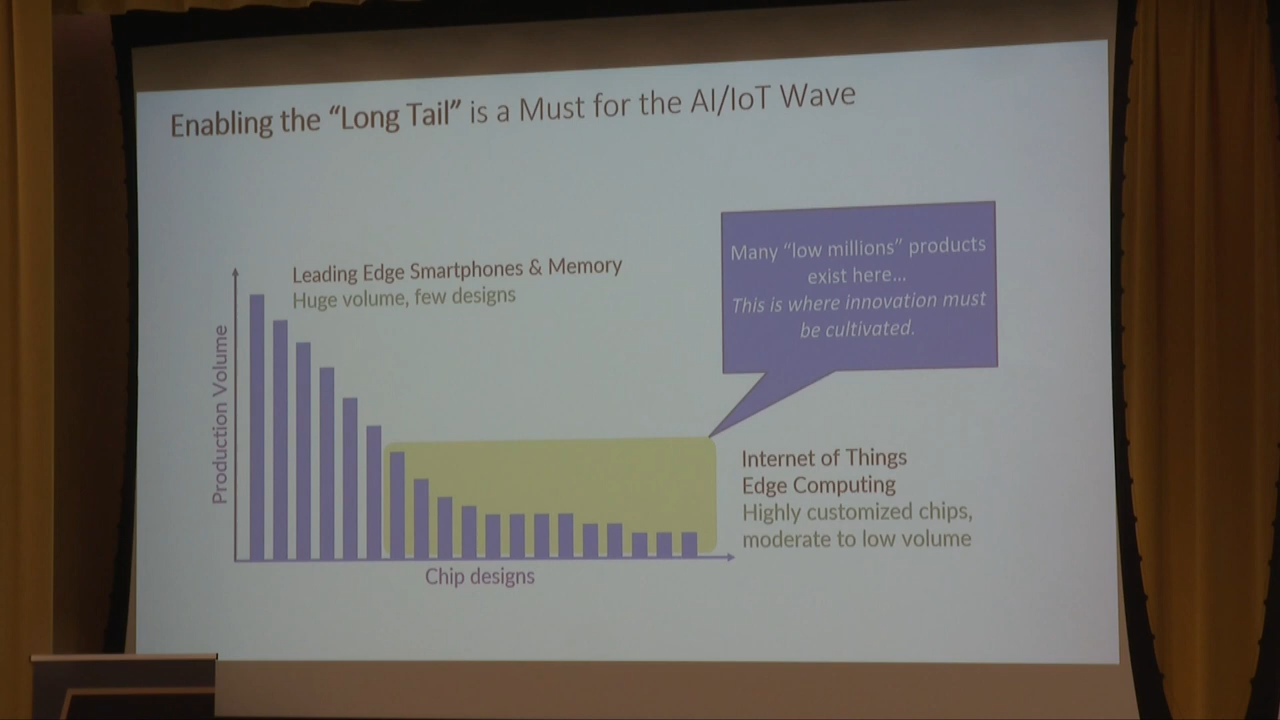 Enabling the “Long Tail” is a Must for the AI/IoT Wave
Many “low millions” products
exist here...
This is where innovation must
be cultivated.
Leading Edge Smartphones & Memory
Huge volume, few designs
Production Volume
Internet of Things
Edge Computing
Highly customized chips,
moderate to low volume
Chip designs